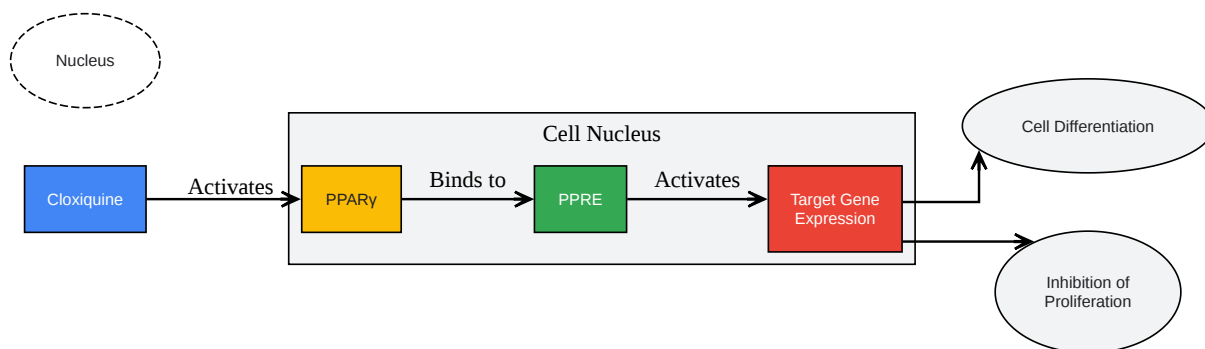 Nucleus
Cell Nucleus
Cell Differentiation
Cloxiquine
Activates
PPARγ
Binds to
PPRE
Activates
Target Gene
Expression
Inhibition of
Proliferation